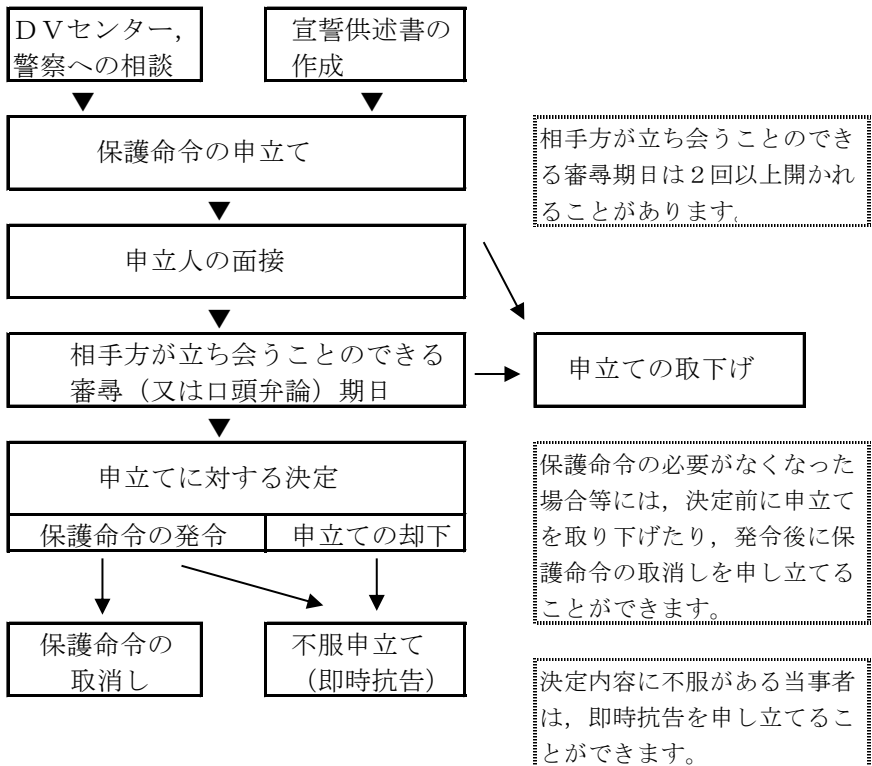 ＤＶセンター，
警察への相談
宣誓供述書の
作成
保護命令の申立て
相手方が立ち会うことのでき
る審尋期日は２回以上開かれ
ることがあります。
申立人の面接
相手方が立ち会うことのできる
審尋（又は口頭弁論）期日
申立ての取下げ
申立てに対する決定
保護命令の発令
申立ての却下
保護命令の必要がなくなった
場合等には，決定前に申立て
を取り下げたり，発令後に保
護命令の取消しを申し立てる
ことができます。
保護命令の
取消し
不服申立て
（即時抗告）
決定内容に不服がある当事者
は，即時抗告を申し立てるこ
とができます。